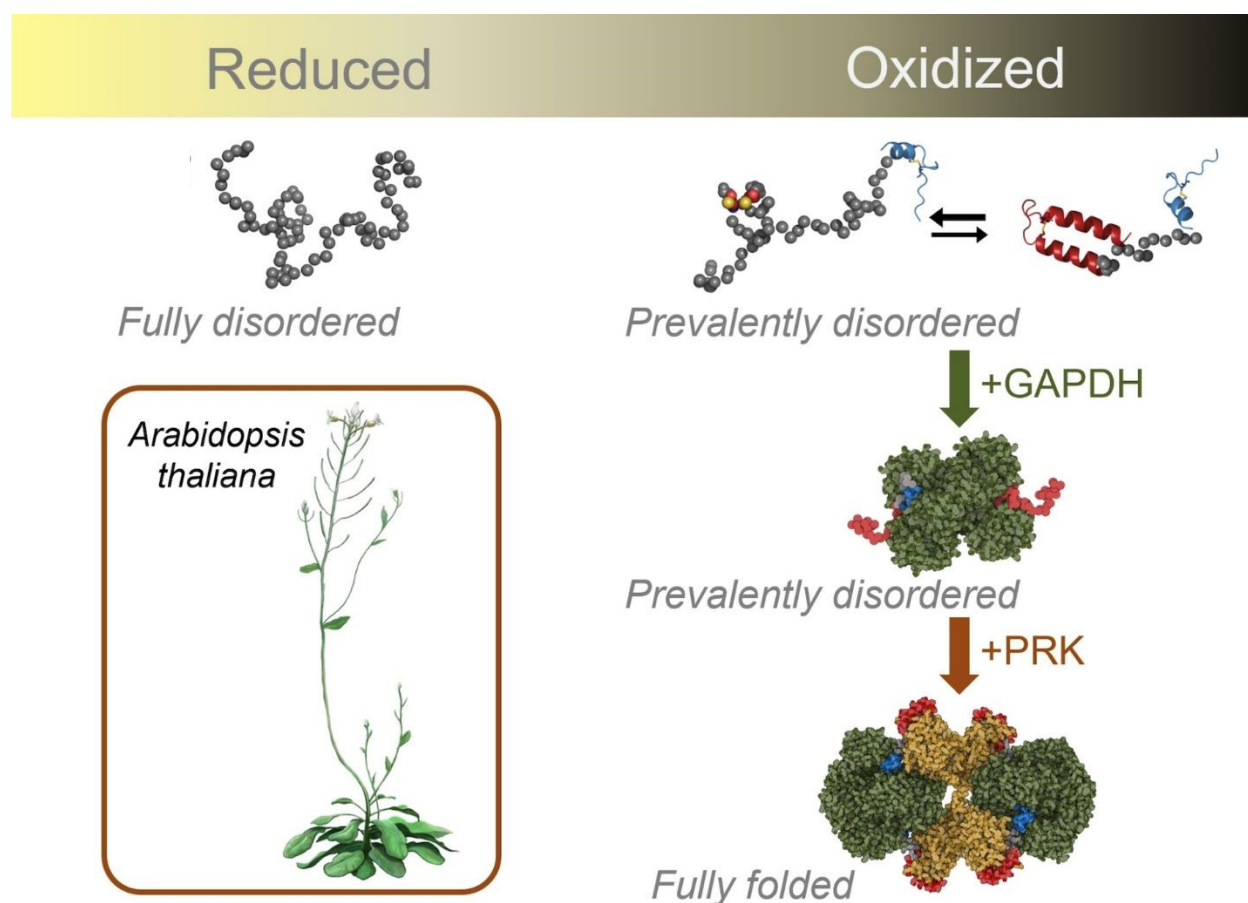 Reduced
Oxidized
Fully disordered
Prevalently disordered
+GAPDH
Arabidopsis
thaliana
Prevalently disordered
+PRK
Fully folded